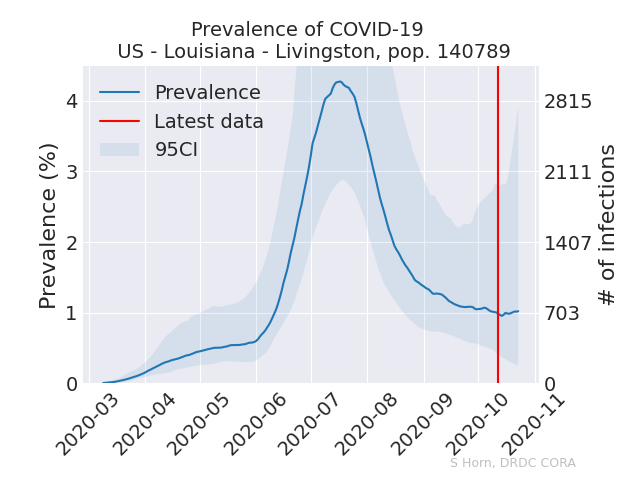 Prevalence of COVID-19
US - Louisiana - Livingston, pop. 140789
Prevalence
Latest data
95CI
Prevalence (%)
4
3
2
1
0
2815
2111
1407
703
0
# of infections
2020-03
2020-04
2020-05
2020-06
2020-07
2020-08
2020-09
2020-10
2020-11
S Horn, DRDC CORA